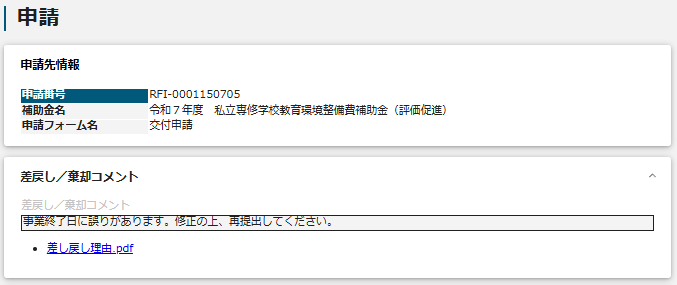 申請
申請先情報
申請番号 RFI-0001150705
補助金名 令和７年度　私立専修学校教育環境整備費補助金（評価促進）
申請フォーム名 交付申請
差戻し／棄却コメント
差戻し／棄却コメント
事業終了日に誤りがあります。修正の上、再提出してください。
差し戻し理由.pdf